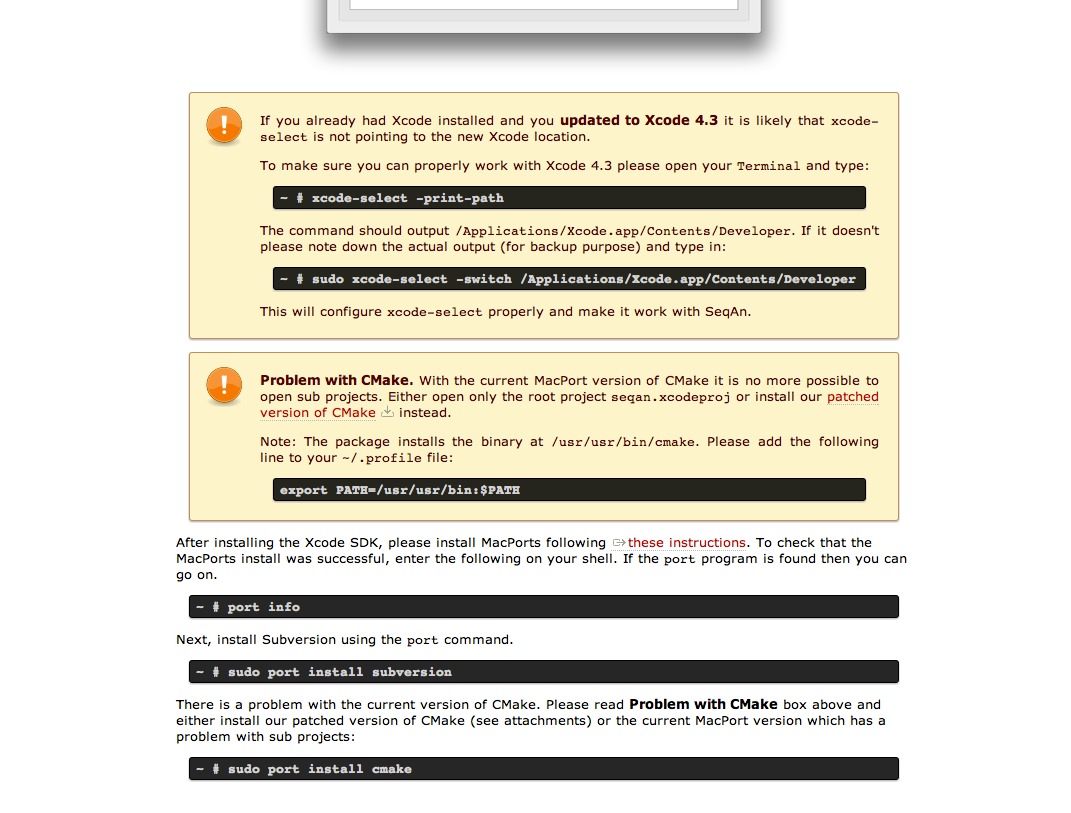 If you already had Xcode installed and you updated to Xcode 4.3 it is likely that xcode-
select is not pointing to the new Xcode location.
To make sure you can properly work with Xcode 4.3 please open your Terminal and type:
~ # xcode-select -print-path
The command should output /Applications/Xcode.app/Contents/Developer. If it doesn't
please note down the actual output (for backup purpose) and type in:
~ # sudo xcode-select -switch /Applications/Xcode.app/Contents/Developer
This will configure xcode-select properly and make it work with SeqAn.
Problem with CMake. With the current MacPort version of CMake it is no more possible to
open sub projects. Either open only the root project seqan.xcodeproj or install our patched
version of CMake instead.
Note: The package installs the binary at /usr/usr/bin/cmake. Please add the following
line to your ~/.profile file:
export PATH=/usr/usr/bin:$PATH
After installing the Xcode SDK, please install MacPorts following these instructions. To check that the
MacPorts install was successful, enter the following on your shell. If the port program is found then you can
go on.
~ # port info
Next, install Subversion using the port command.
~ # sudo port install subversion
There is a problem with the current version of CMake. Please read Problem with CMake box above and
either install our patched version of CMake (see attachments) or the current MacPort version which has a
problem with sub projects:
~ # sudo port install cmake